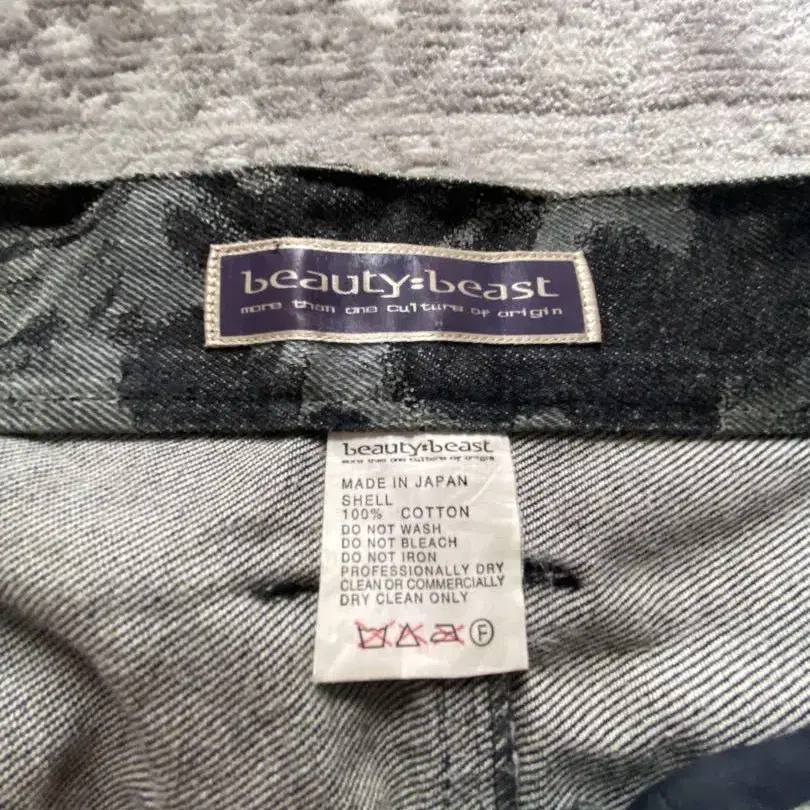 beauty:beast
more than one culture of origin
beauty:beast
more than one culture of origin
MADE IN JAPAN
SHELL
100% COTTON
DO NOT WASH
DO NOT BLEACH
DO NOT IRON
PROFESSIONALLY DRY
CLEAN OR COMMERCIALLY
DRY CLEAN ONLY
F